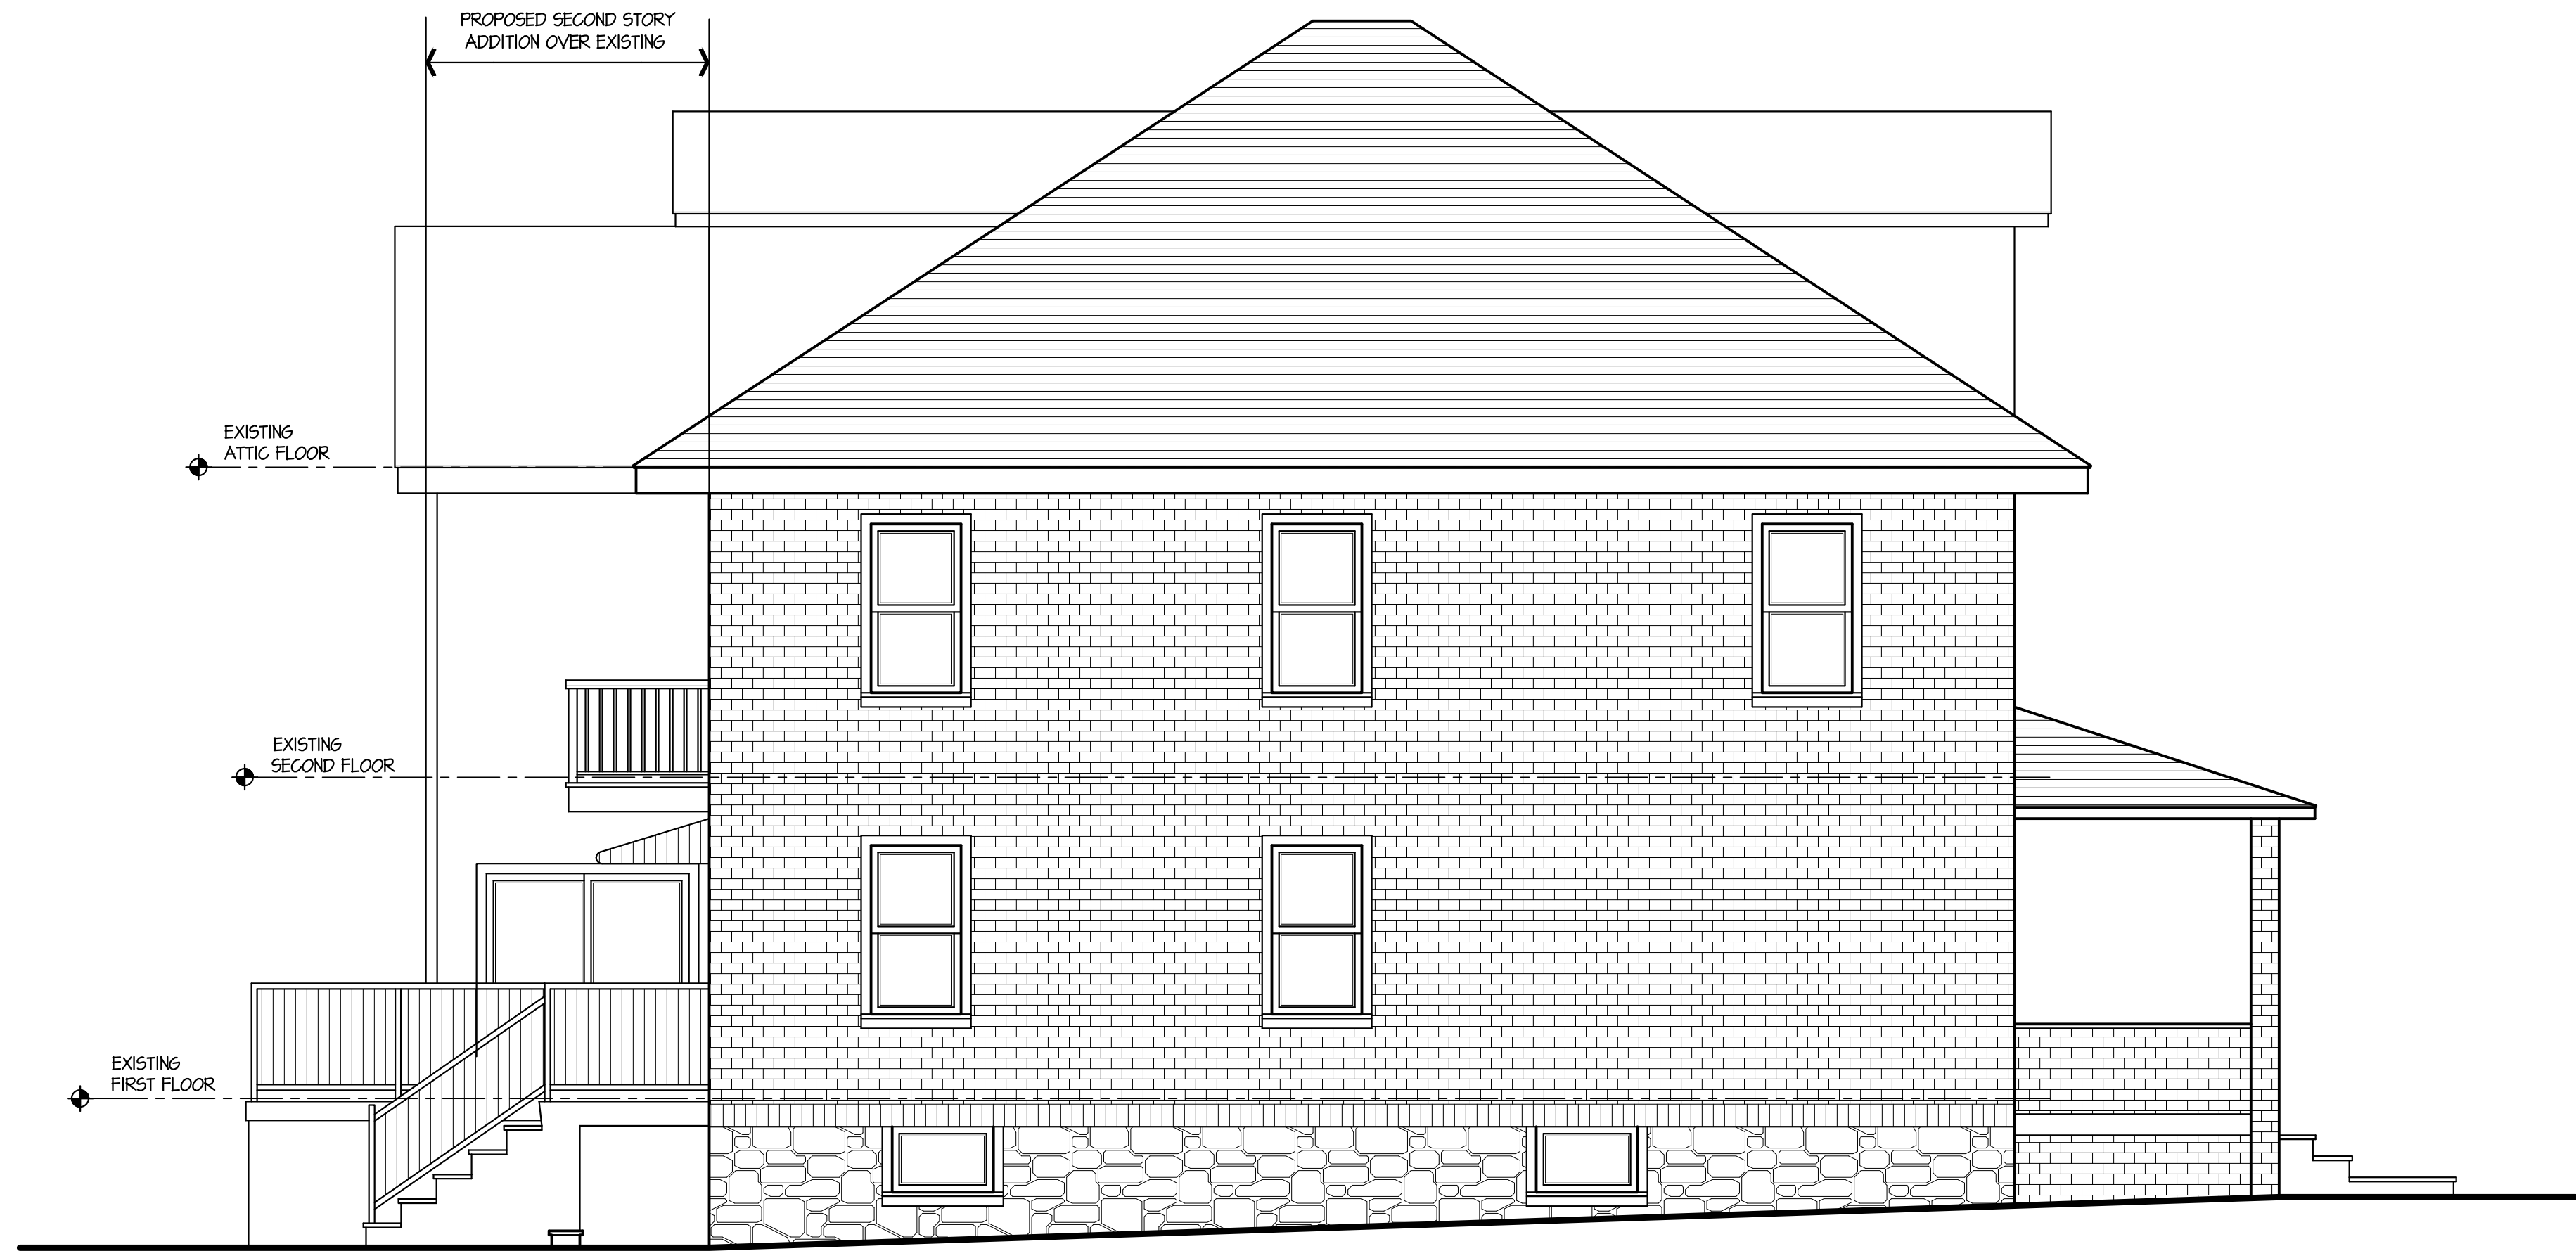 PROPOSED SECOND STORY
ADDITION OVER EXISTING
EXISTING
ATTIC FLOOR
EXISTING
SECOND FLOOR
EXISTING
FIRST FLOOR